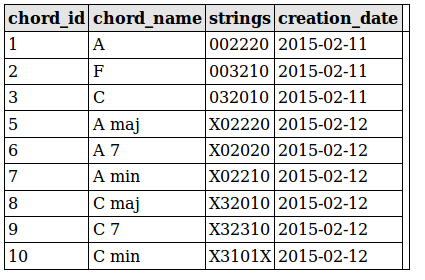 chord_id chord_name strings creation_date
1 A 002220 2015-02-11
2 F 003210 2015-02-11
3 C 032010 2015-02-11
5 A maj X02220 2015-02-12
6 A 7 X02020 2015-02-12
7 A min X02210 2015-02-12
8 C maj X32010 2015-02-12
9 C 7 X32310 2015-02-12
10 C min X3101X 2015-02-12